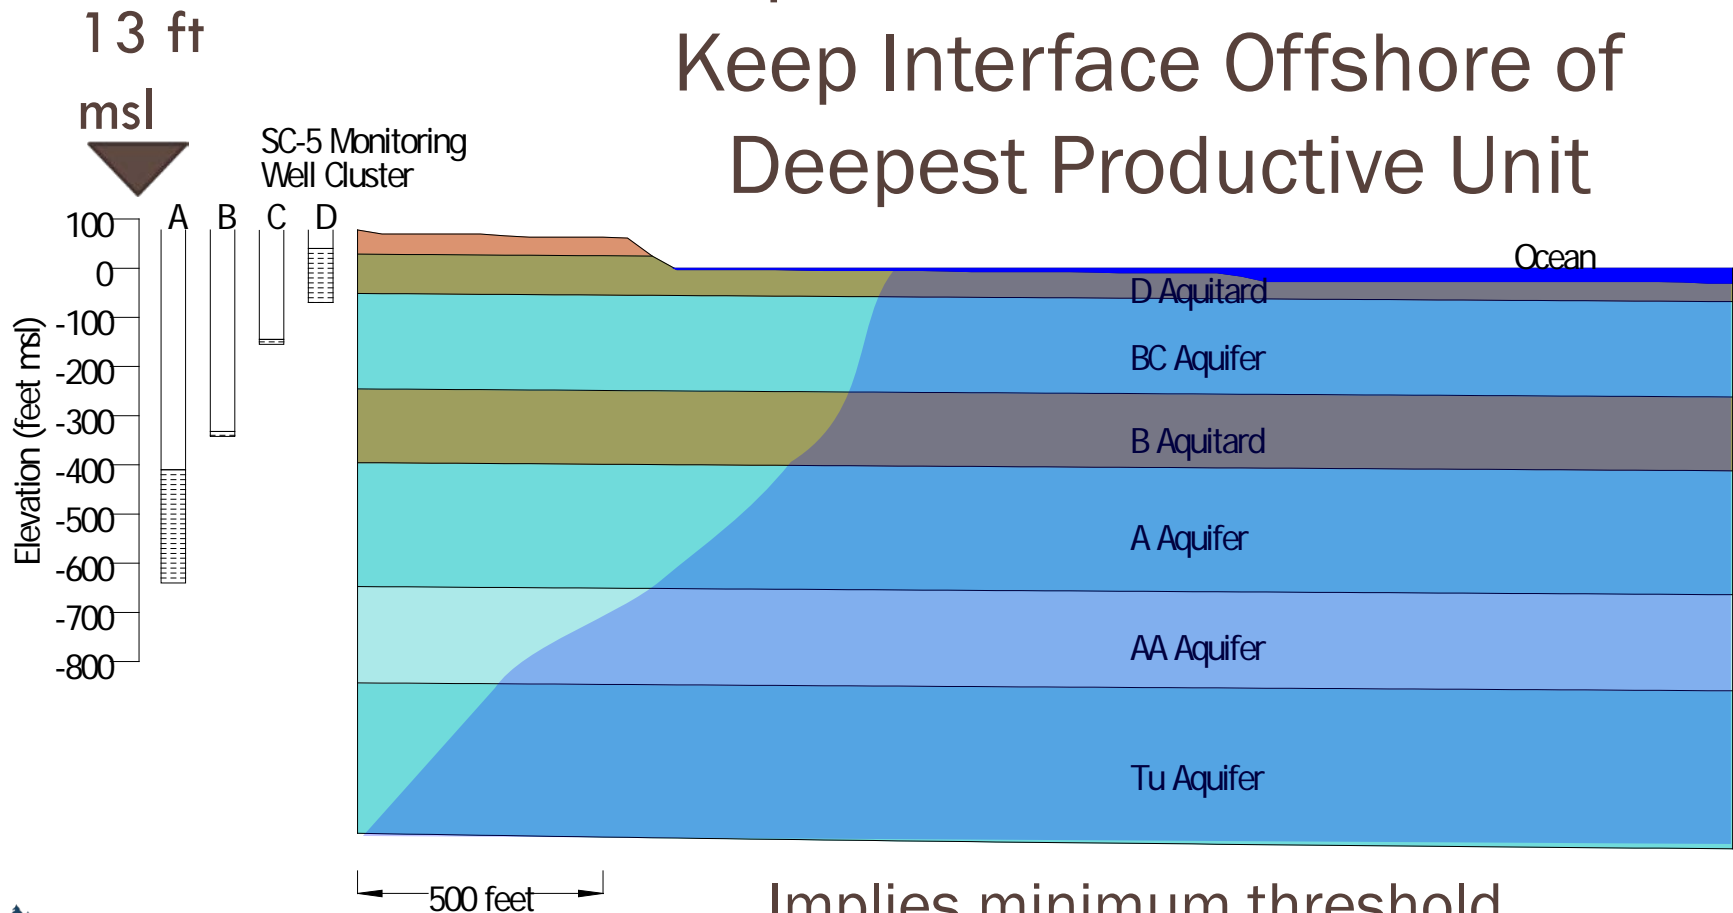 13 ft
msl
Keep Interface Offshore of
Deepest Productive Unit
SC-5 Monitoring
Well Cluster
A B C D
100
0
-100
-200
-300
-400
-500
-600
-700
-800
Elevation (feet msl)
Ocean
D Aquitard
BC Aquifer
B Aquitard
A Aquifer
AA Aquifer
Tu Aquifer
500 feet
Implies minimum threshold